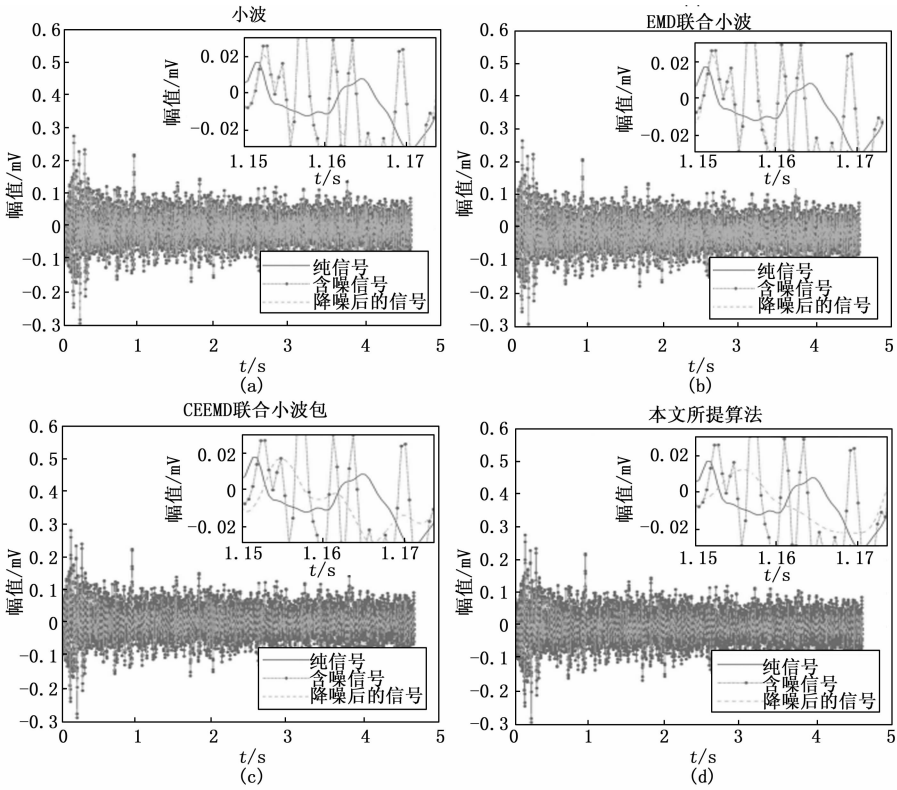 小波
0.6
0.5
0.4
0.3
0.2
0.1
0
−0.1
−0.2
−0.3
幅值/mV
0 1 2 3 4 5
t/s
(a)
0.02
0
−0.02
幅值/mV
1.15 1.16 1.17
t/s
纯信号
含噪信号
降噪后的信号
EMD联合小波
0.6
0.5
0.4
0.3
0.2
0.1
0
−0.1
−0.2
−0.3
幅值/mV
0 1 2 3 4 5
t/s
(b)
0.02
0
−0.02
幅值/mV
1.15 1.16 1.17
t/s
纯信号
含噪信号
降噪后的信号
CEEMD联合小波包
0.6
0.5
0.4
0.3
0.2
0.1
0
−0.1
−0.2
−0.3
幅值/mV
0 1 2 3 4 5
t/s
(c)
0.02
0
−0.02
幅值/mV
1.15 1.16 1.17
t/s
纯信号
含噪信号
降噪后的信号
本文所提算法
0.6
0.5
0.4
0.3
0.2
0.1
0
−0.1
−0.2
−0.3
幅值/mV
0 1 2 3 4 5
t/s
(d)
0.02
0
−0.02
幅值/mV
1.15 1.16 1.17
t/s
纯信号
含噪信号
降噪后的信号